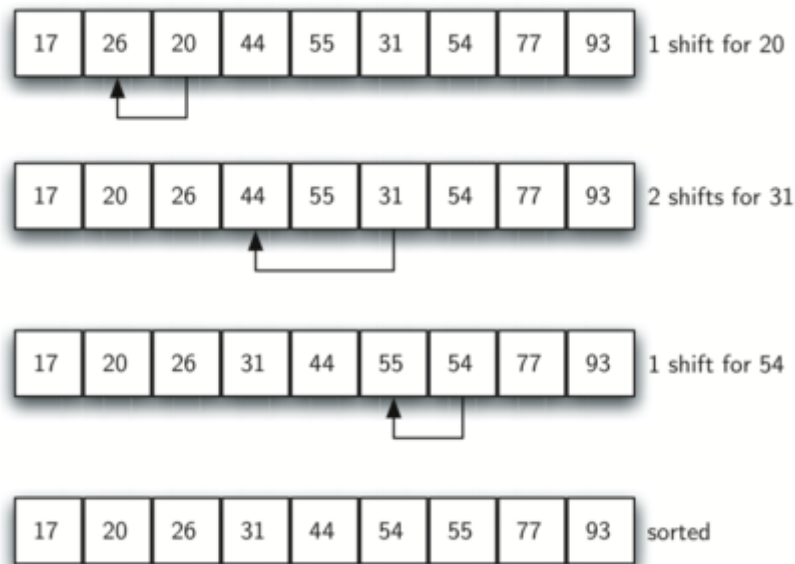 17 26 20 44 55 31 54 77 93 1 shift for 20
17 20 26 44 55 31 54 77 93 2 shifts for 31
17 20 26 31 44 55 54 77 93 1 shift for 54
17 20 26 31 44 54 55 77 93 sorted